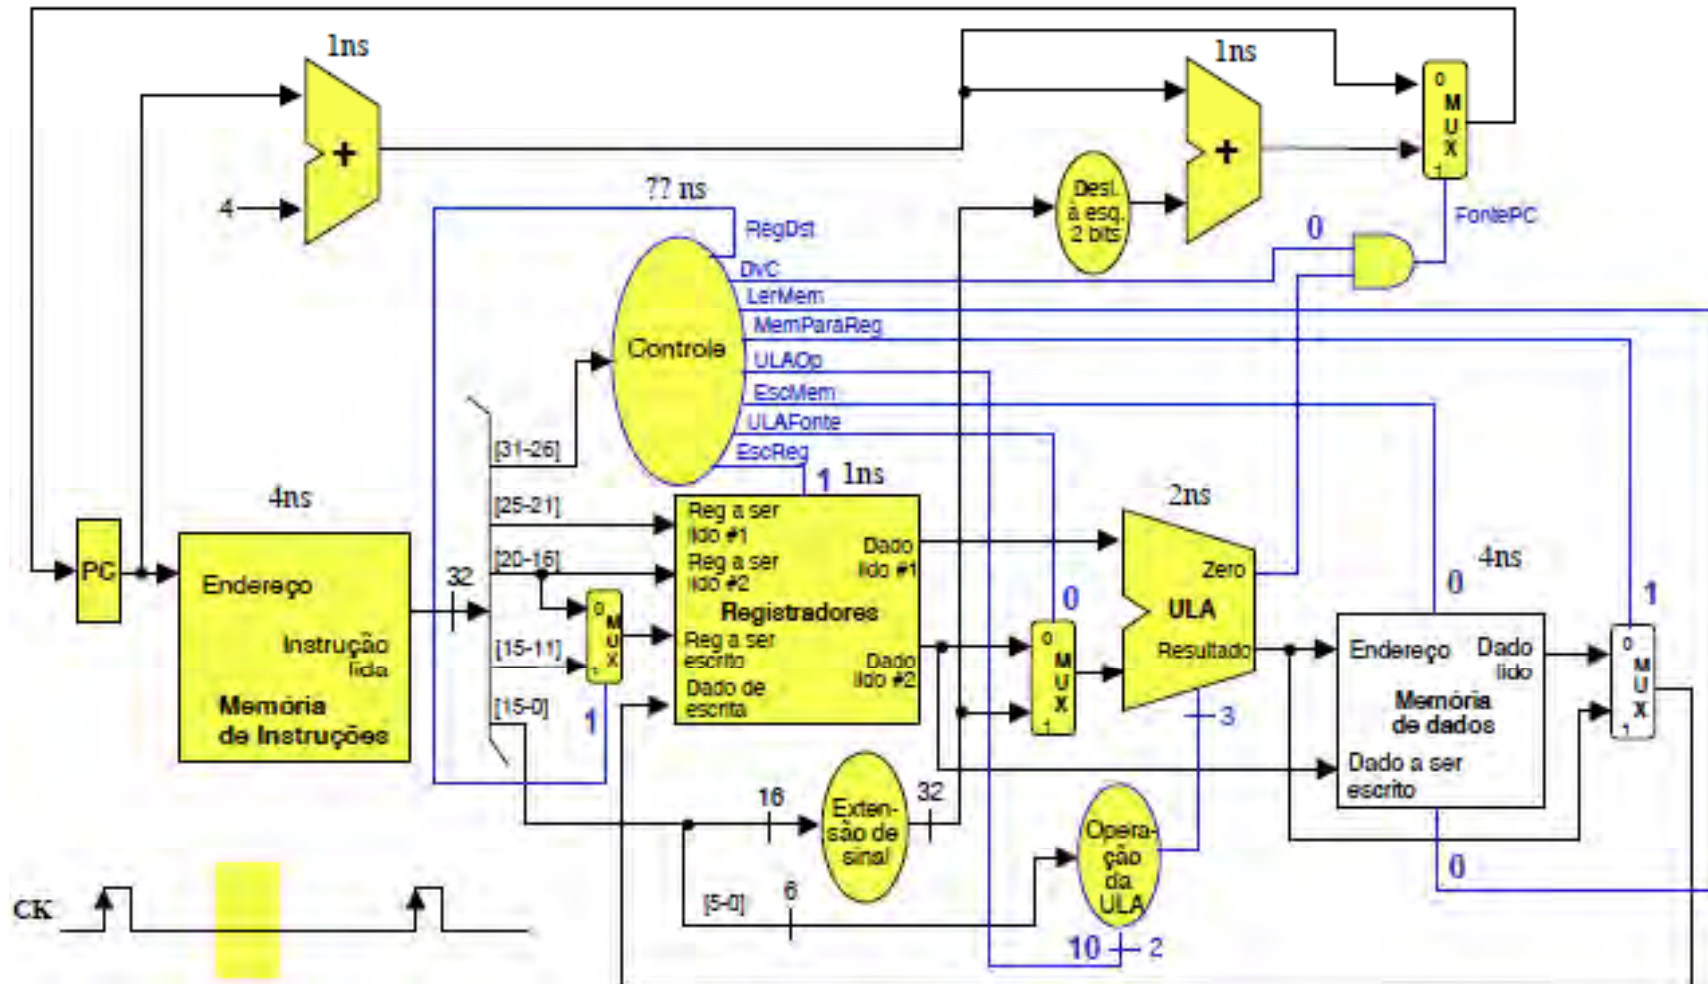 1ns
+
4
1ns
+
0
M
U
X
1
Desl.
à esq.
2 bits
FontePC
0
?? ns
RegDst
DVC
LerMem
MemParaReg
ULAOp
EscMem
ULAFonte
EscReg
Controle
1
1ns
[31-26]
[25-21]
[20-16]
[15-11]
[15-0]
32
4ns
PC
Endereço
Instrução
lida
Memória
de Instruções
0
M
U
X
1
1
Reg a ser
lido #1
Reg a ser
lido #2
Registradores
Reg a ser
escrito
Dado de
escrita
Dado
lido #1
Dado
lido #2
0
0
M
U
X
1
2ns
Zero
ULA
Resultado
3
4ns
0
Endereço
Dado
lido
Memória
de dados
Dado a ser
escrito
0
1
0
M
U
X
1
16
Exten-
são de
sinal
32
Opera-
ção
da
ULA
[5-0]
6
10
2
CK